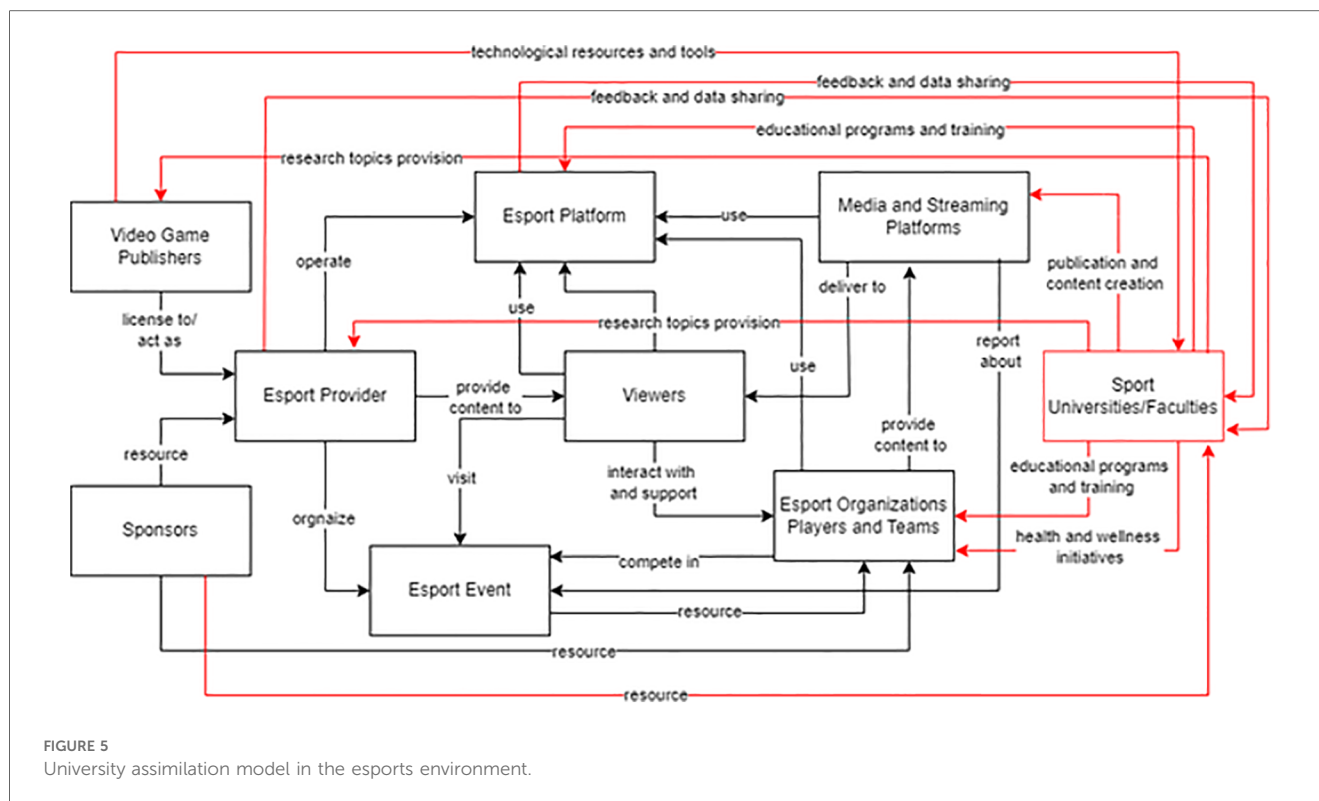 technological resources and tools
feedback and data sharing
feedback and data sharing
educational programs and training
research topics provision
Esport Platform
Media and Streaming
Platforms
Video Game
Publishers
use
operate
publication and
content creation
deliver to
use
license to/
act as
research topics provision
report
about
use
Esport Provider
provide
content to
Viewers
Sport
Universities/Faculties
provide
content to
resource
interact with
and support
educational programs
and training
visit
Sponsors
orgnaize
Esport Organizations
Players and Teams
health and wellness
initiatives
compete in
Esport Event
resource
resource
resource
FIGURE 5
University assimilation model in the esports environment.